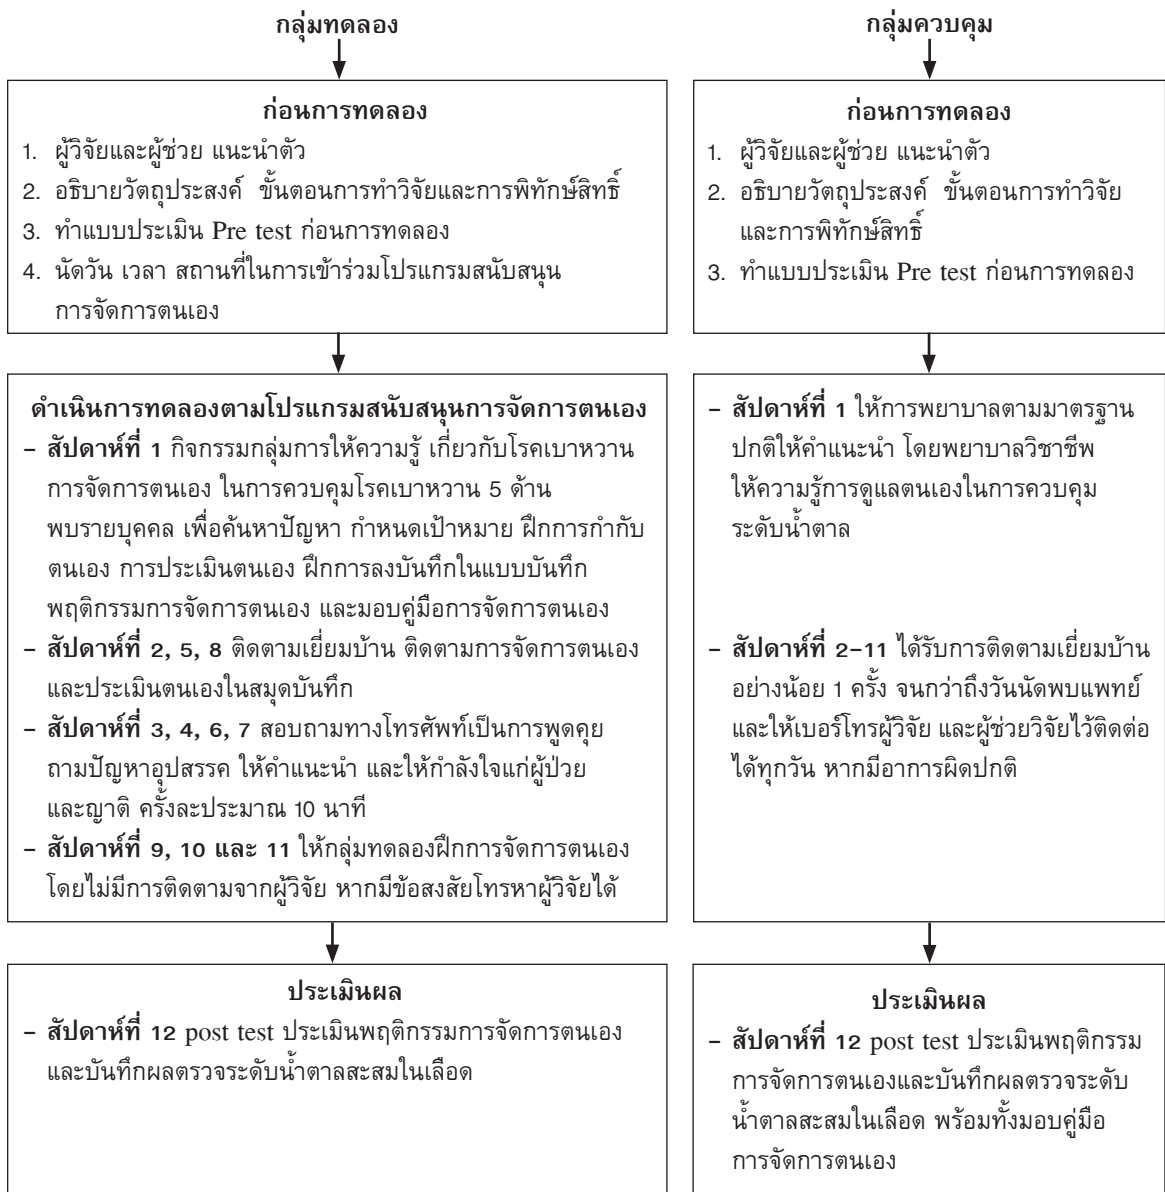 กลุ่มทดลอง
ก่อนการทดลอง
1. ผู้วิจัยและผู้ช่วย แนะนำตัว
2. อธิบายวัตถุประสงค์ ขั้นตอนการทำวิจัยและการพิทักษ์สิทธิ์
3. ทำแบบประเมิน Pre test ก่อนการทดลอง
4. นัดวัน เวลา สถานที่ในการเข้าร่วมโปรแกรมสนับสนุน
การจัดการตนเอง
ดำเนินการทดลองตามโปรแกรมสนับสนุนการจัดการตนเอง
– สัปดาห์ที่ 1 กิจกรรมกลุ่มการให้ความรู้ เกี่ยวกับโรคเบาหวาน
การจัดการตนเอง ในการควบคุมโรคเบาหวาน 5 ด้าน
พบรายบุคคล เพื่อค้นหาปัญหา กำหนดเป้าหมาย ฝึกการกำกับ
ตนเอง การประเมินตนเอง ฝึกการลงบันทึกในแบบบันทึก
พฤติกรรมการจัดการตนเอง และมอบคู่มือการจัดการตนเอง
– สัปดาห์ที่ 2, 5, 8 ติดตามเยี่ยมบ้าน ติดตามการจัดการตนเอง
และประเมินตนเองในสมุดบันทึก
– สัปดาห์ที่ 3, 4, 6, 7 สอบถามทางโทรศัพท์เป็นการพูดคุย
ถามปัญหาอุปสรรค ให้คำแนะนำ และให้กำลังใจแก่ผู้ป่วย
และญาติ ครั้งละประมาณ 10 นาที
– สัปดาห์ที่ 9, 10 และ 11 ให้กลุ่มทดลองฝึกการจัดการตนเอง
โดยไม่มีการติดตามจากผู้วิจัย หากมีข้อสงสัยโทรหาผู้วิจัยได้
ประเมินผล
– สัปดาห์ที่ 12 post test ประเมินพฤติกรรมการจัดการตนเอง
และบันทึกผลตรวจระดับน้ำตาลสะสมในเลือด
กลุ่มควบคุม
ก่อนการทดลอง
1. ผู้วิจัยและผู้ช่วย แนะนำตัว
2. อธิบายวัตถุประสงค์ ขั้นตอนการทำวิจัย
และการพิทักษ์สิทธิ์
3. ทำแบบประเมิน Pre test ก่อนการทดลอง
– สัปดาห์ที่ 1 ให้การพยาบาลตามมาตรฐาน
ปกติให้คำแนะนำ โดยพยาบาลวิชาชีพ
ให้ความรู้การดูแลตนเองในการควบคุม
ระดับน้ำตาล
– สัปดาห์ที่ 2-11 ได้รับการติดตามเยี่ยมบ้าน
อย่างน้อย 1 ครั้ง จนกว่าถึงวันนัดพบแพทย์
และให้เบอร์โทรผู้วิจัย และผู้ช่วยวิจัยไว้ติดต่อ
ได้ทุกวัน หากมีอาการผิดปกติ
ประเมินผล
– สัปดาห์ที่ 12 post test ประเมินพฤติกรรม
การจัดการตนเองและบันทึกผลตรวจระดับ
น้ำตาลสะสมในเลือด พร้อมทั้งมอบคู่มือ
การจัดการตนเอง